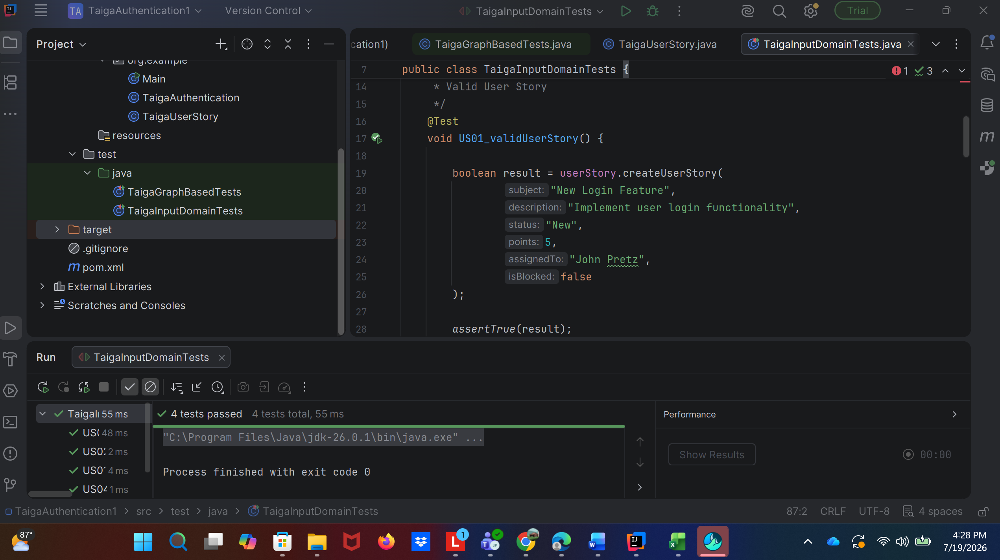 TA TaigaAuthentication1 Version Control TaigaInputDomainTests Trial
Project
org.example
Main
TaigaAuthentication
TaigaUserStory
resources
test
java
TaigaGraphBasedTests
TaigaInputDomainTests
target
.gitignore
pom.xml
External Libraries
Scratches and Consoles
cation1) TaigaGraphBasedTests.java TaigaUserStory.java TaigaInputDomainTests.java
7 public class TaigaInputDomainTests {
1 3
14 * Valid User Story
15 */
16 @Test
17 void US01_validUserStory() {
18
19 boolean result = userStory.createUserStory(
20 subject: "New Login Feature",
21 description: "Implement user login functionality",
22 status: "New",
23 points: 5,
24 assignedTo: "John Pretz",
25 isBlocked: false
26 );
27
28 assertTrue(result);
Run TaigaInputDomainTests
55 ms
48 ms
2 ms
4 ms
1 ms
4 tests passed 4 tests total, 55 ms
"C:\Program Files\Java\jdk-26.0.1\bin\java.exe" ...
Process finished with exit code 0
Performance
Show Results 00:00
TaigaAuthentication1 > src > test > java > TaigaInputDomainTests
87:2 CRLF UTF-8 4 spaces
87°
1
4:28 PM
7/19/2026